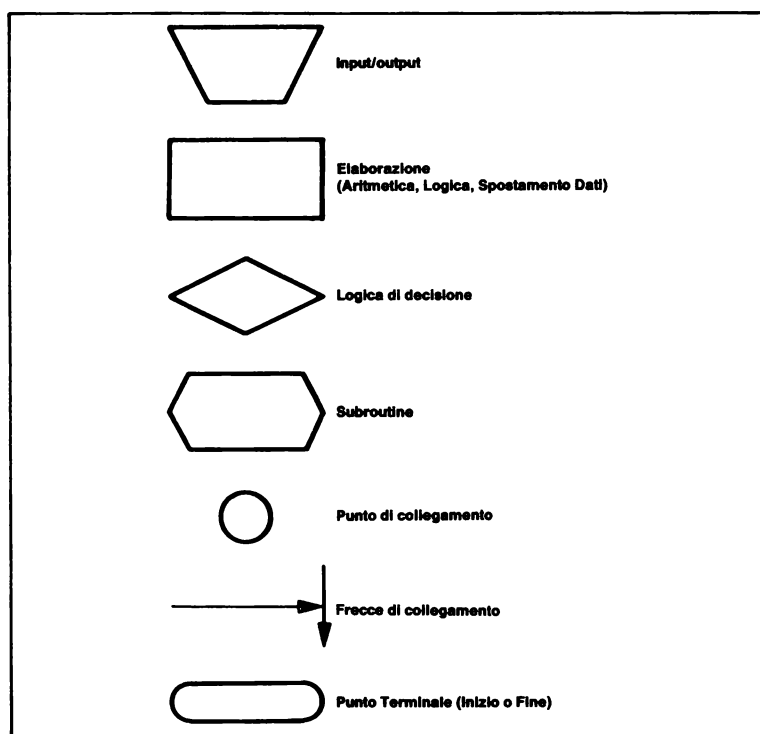 Input/output
Elaborazione
(Aritmetica, Logica, Spostamento Dati)
Logica di decisione
Subroutine
Punto di collegamento
Frecce di collegamento
Punto Terminale (Inizio o Fine)